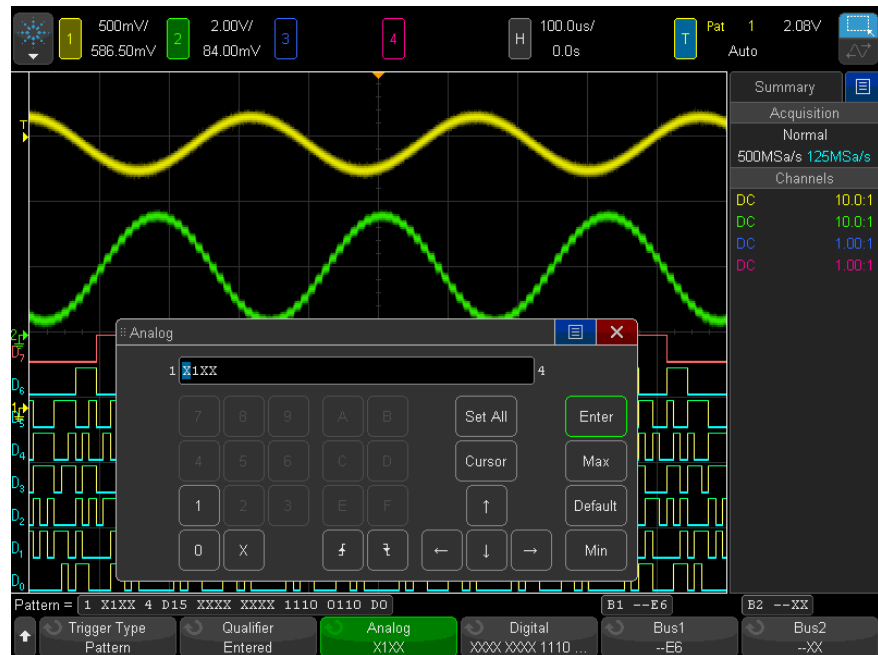 1 500mV/ 2 2.00V/ 3 4 H 100.0us/ T Pat 1 2.08V
586.50mV 84.00mV 0.0s Auto
Summary
Acquisition
Normal
500MSa/s 125MSa/s
Channels
DC 10.0:1
DC 10.0:1
DC 1.00:1
DC 1.00:1
T
2
D7
D6
1
D5
D4
D3
D2
D1
D0
Analog
1 X1XX 4
7 8 9 A B Set All Enter
4 5 6 C D Cursor Max
1 2 3 E F ↑ Default
0 X ← ↓ → Min
Pattern = 1 X1XX 4 D15 XXXX XXXX 1110 0110 D0 B1 --E6 B2 --XX
Trigger Type Qualifier Analog Digital Bus1 Bus2
Pattern Entered X1XX XXXX XXXX 1110 ... --E6 --XX